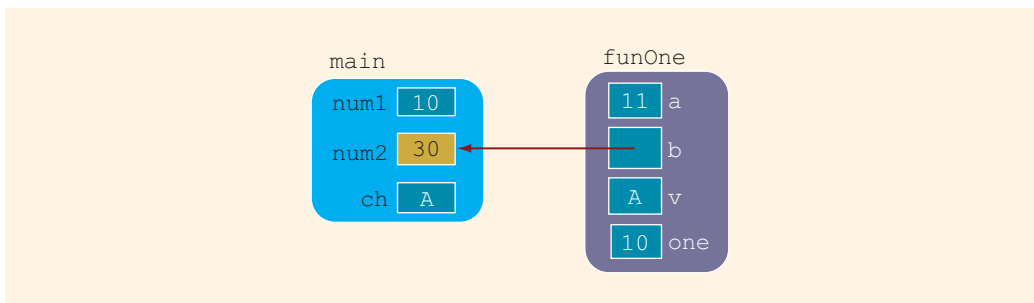 main
num1 10
num2 30
ch A
funOne
11 a
b
A v
10 one